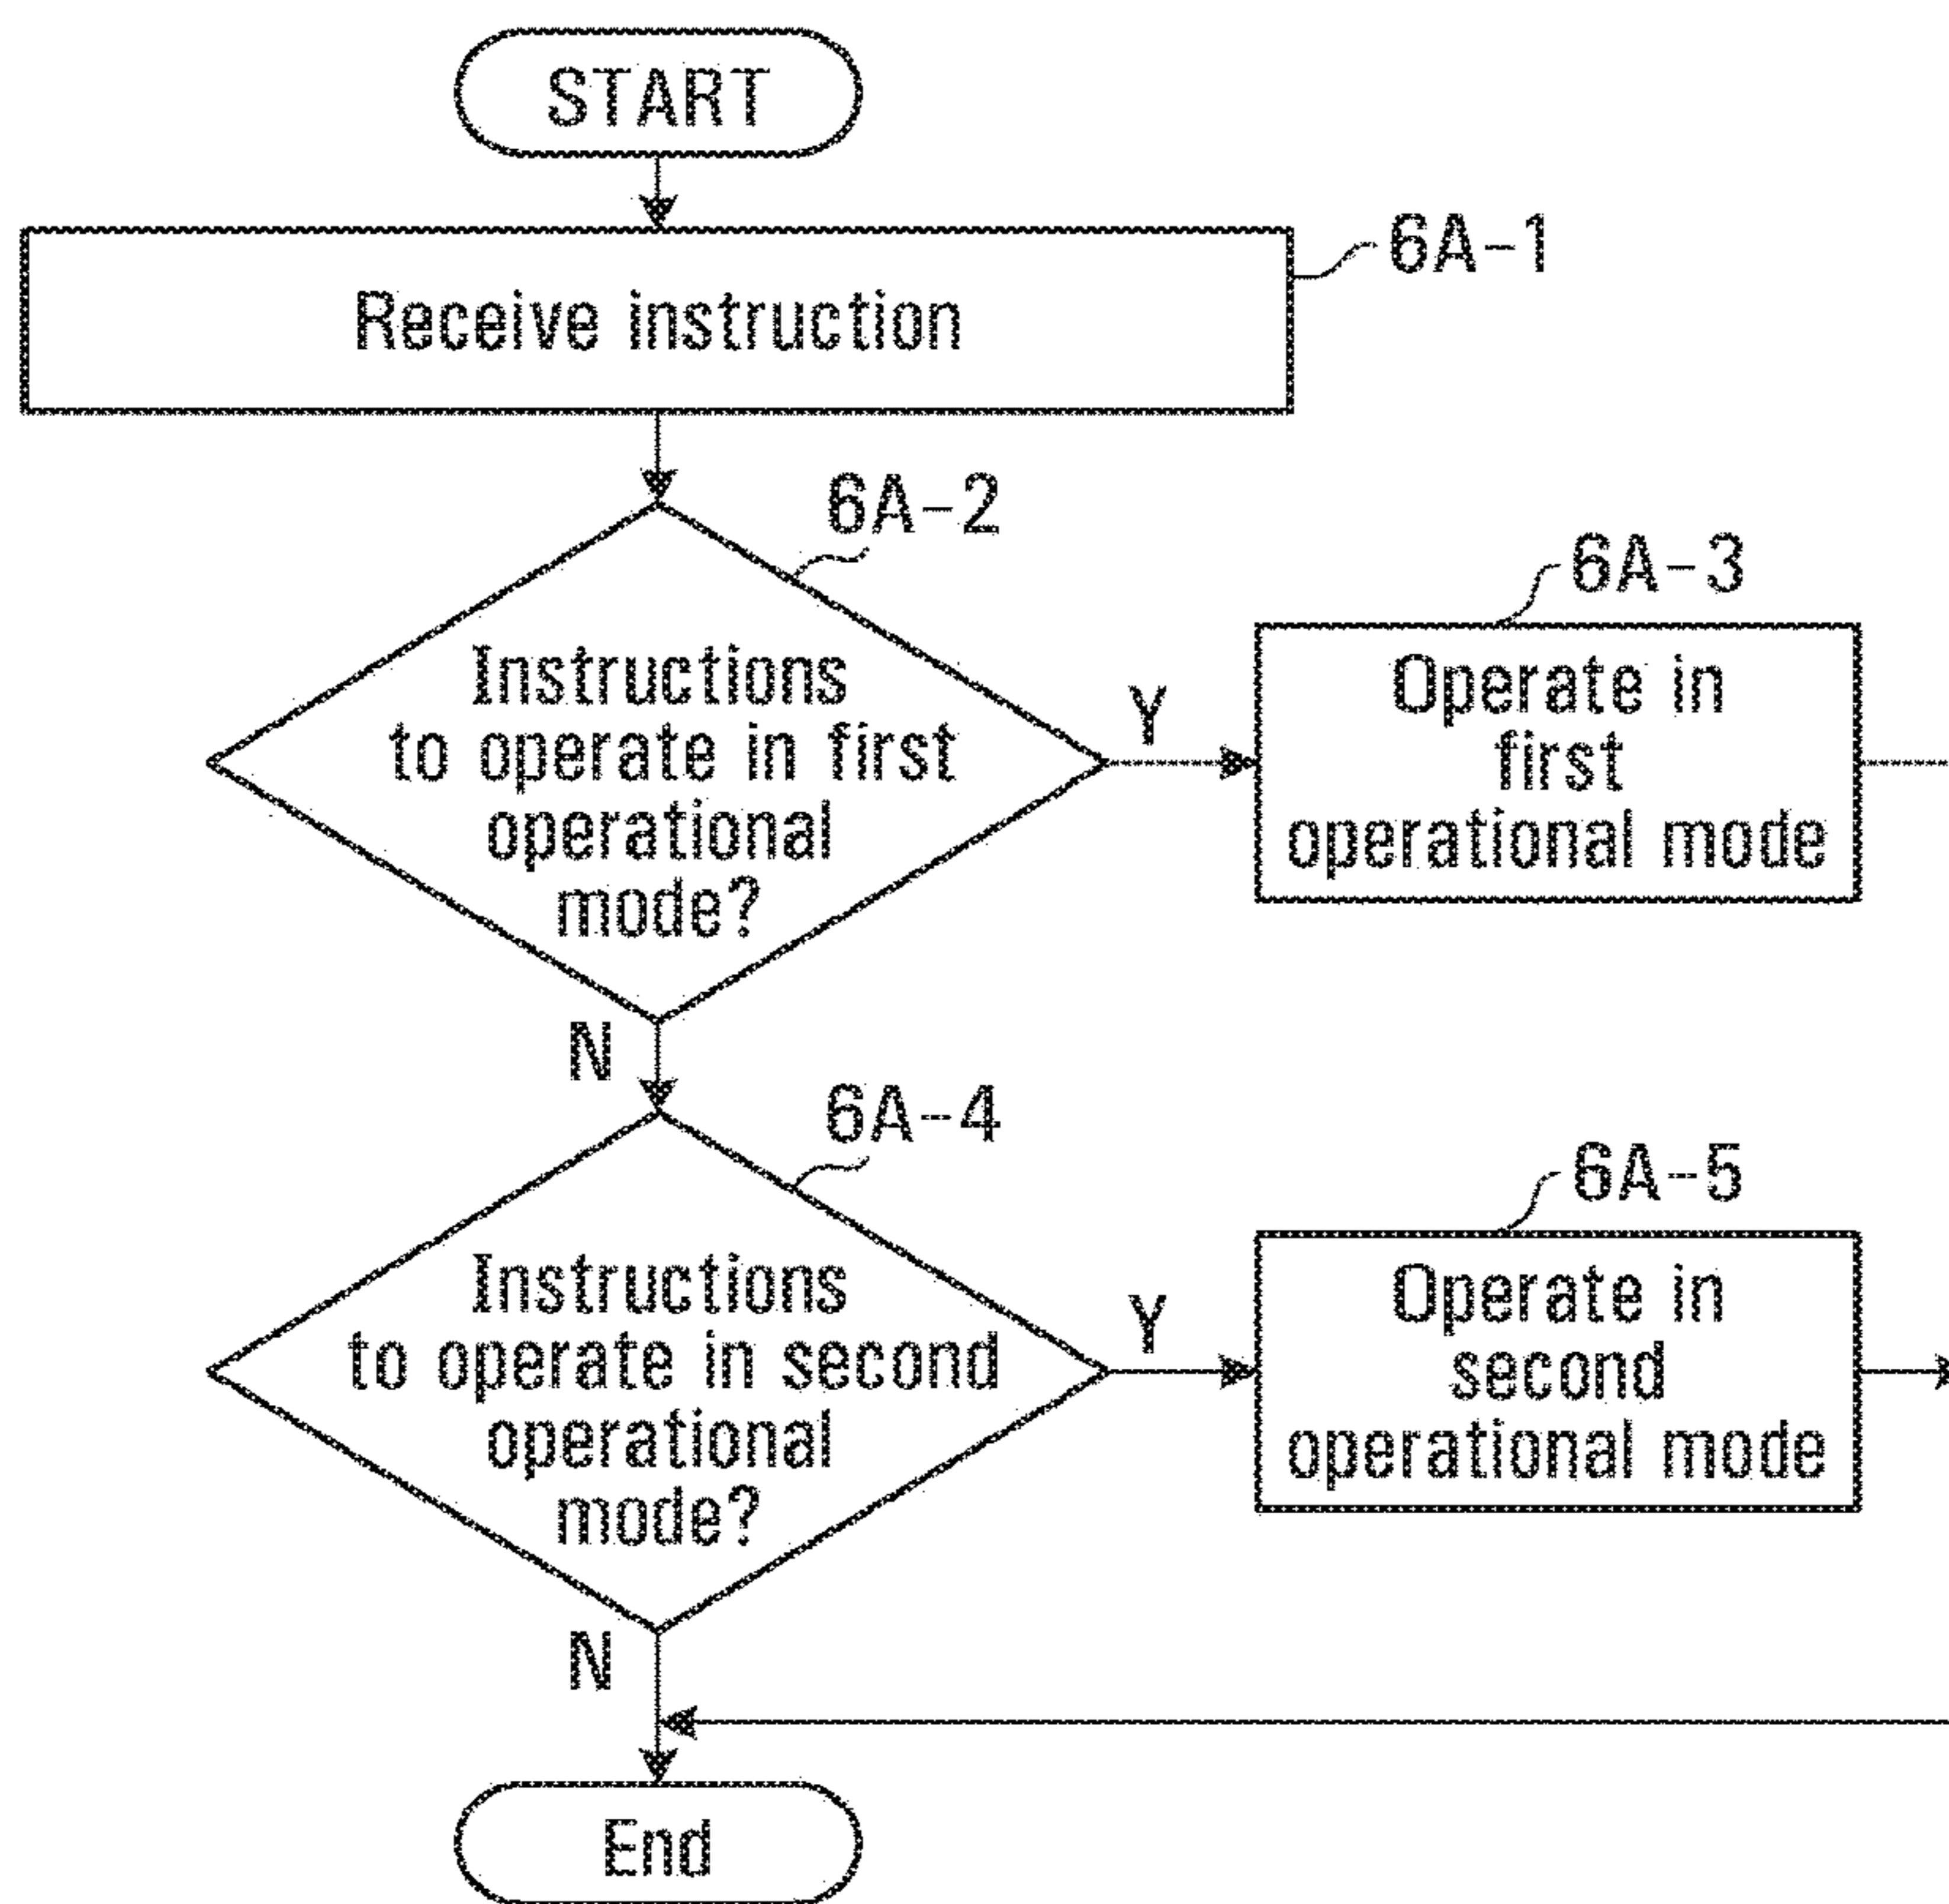 START
6A-1
Receive instruction
6A-2
Instructions
to operate in first
operational
mode?
Y
6A-3
Operate in
first
operational mode
N
6A-4
Instructions
to operate in second
operational
mode?
Y
6A-5
Operate in
second
operational mode
N
End